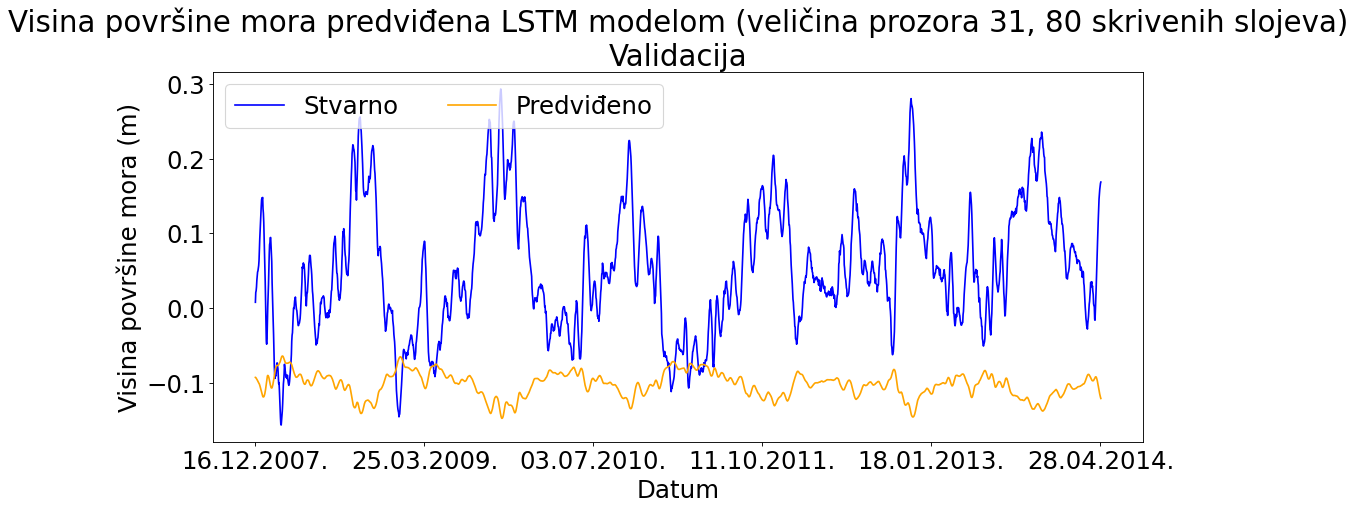 Visina površine mora predviđena LSTM modelom (veličina prozora 31, 80 skrivenih slojeva)
Validacija
Stvarno Predviđeno
Visina površine mora (m)
0.3
0.2
0.1
0.0
−0.1
16.12.2007. 25.03.2009. 03.07.2010. 11.10.2011. 18.01.2013. 28.04.2014.
Datum